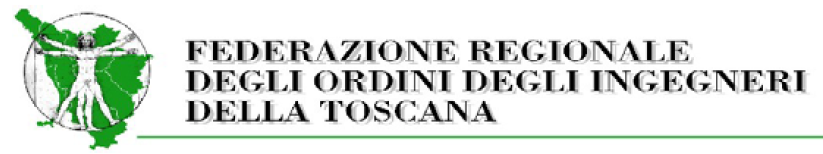 FEDERAZIONE REGIONALE
DEGLI ORDINI DEGLI INGEGNERI
DELLA TOSCANA